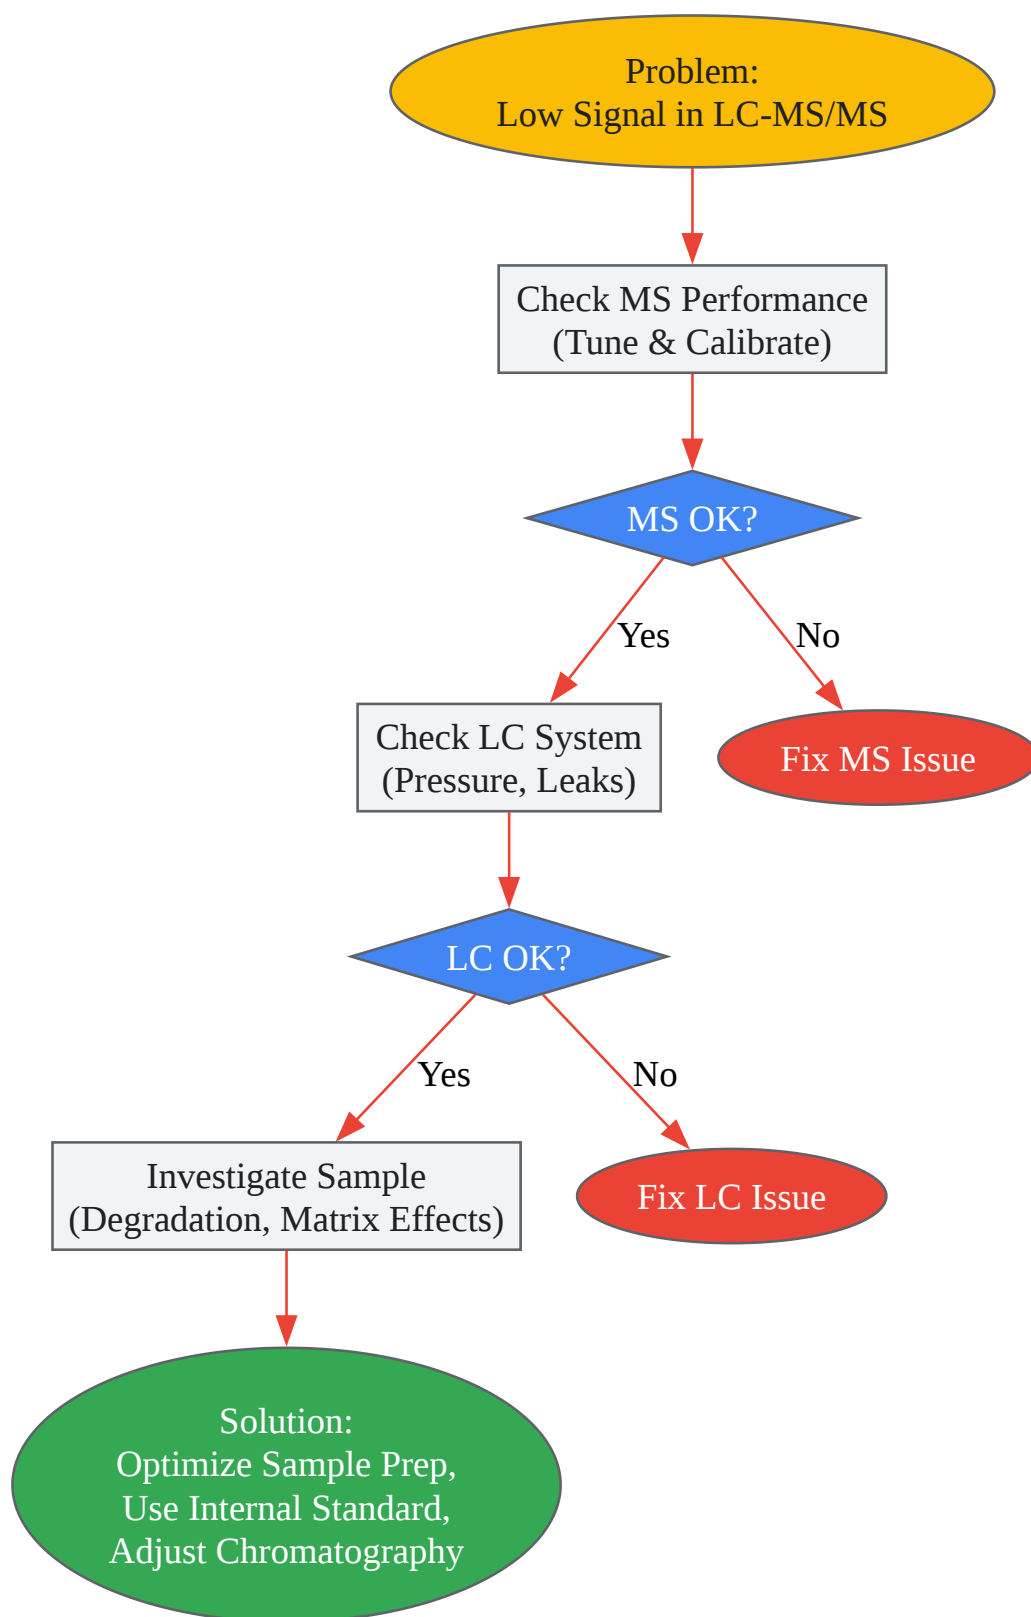 Problem:
Low Signal in LC-MS/MS
Check MS Performance
(Tune & Calibrate)
MS OK?
Yes
No
Check LC System
(Pressure, Leaks)
Fix MS Issue
LC OK?
Yes
No
Investigate Sample
(Degradation, Matrix Effects)
Fix LC Issue
Solution:
Optimize Sample Prep,
Use Internal Standard,
Adjust Chromatography